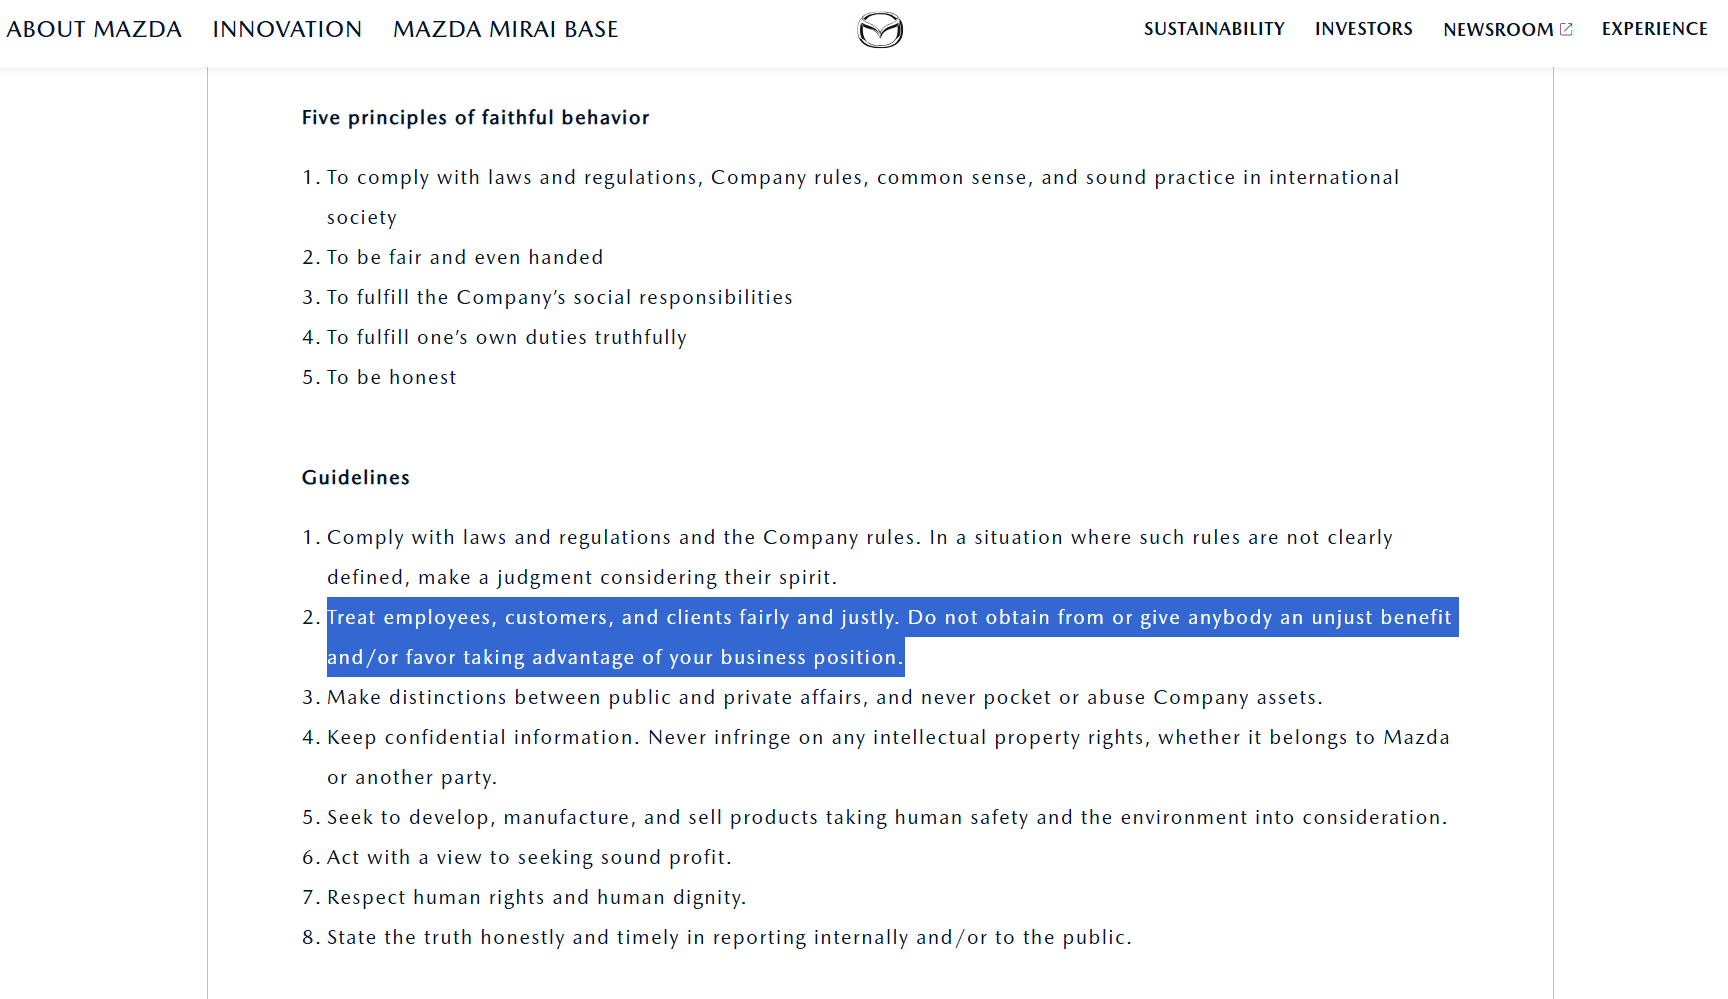 ABOUT MAZDA INNOVATION MAZDA MIRAI BASE SUSTAINABILITY INVESTORS NEWSROOM EXPERIENCE
Five principles of faithful behavior
1. To comply with laws and regulations, Company rules, common sense, and sound practice in international
society
2. To be fair and even handed
3. To fulfill the Company’s social responsibilities
4. To fulfill one’s own duties truthfully
5. To be honest
Guidelines
1. Comply with laws and regulations and the Company rules. In a situation where such rules are not clearly
defined, make a judgment considering their spirit.
2. Treat employees, customers, and clients fairly and justly. Do not obtain from or give anybody an unjust benefit
and/or favor taking advantage of your business position.
3. Make distinctions between public and private affairs, and never pocket or abuse Company assets.
4. Keep confidential information. Never infringe on any intellectual property rights, whether it belongs to Mazda
or another party.
5. Seek to develop, manufacture, and sell products taking human safety and the environment into consideration.
6. Act with a view to seeking sound profit.
7. Respect human rights and human dignity.
8. State the truth honestly and timely in reporting internally and/or to the public.